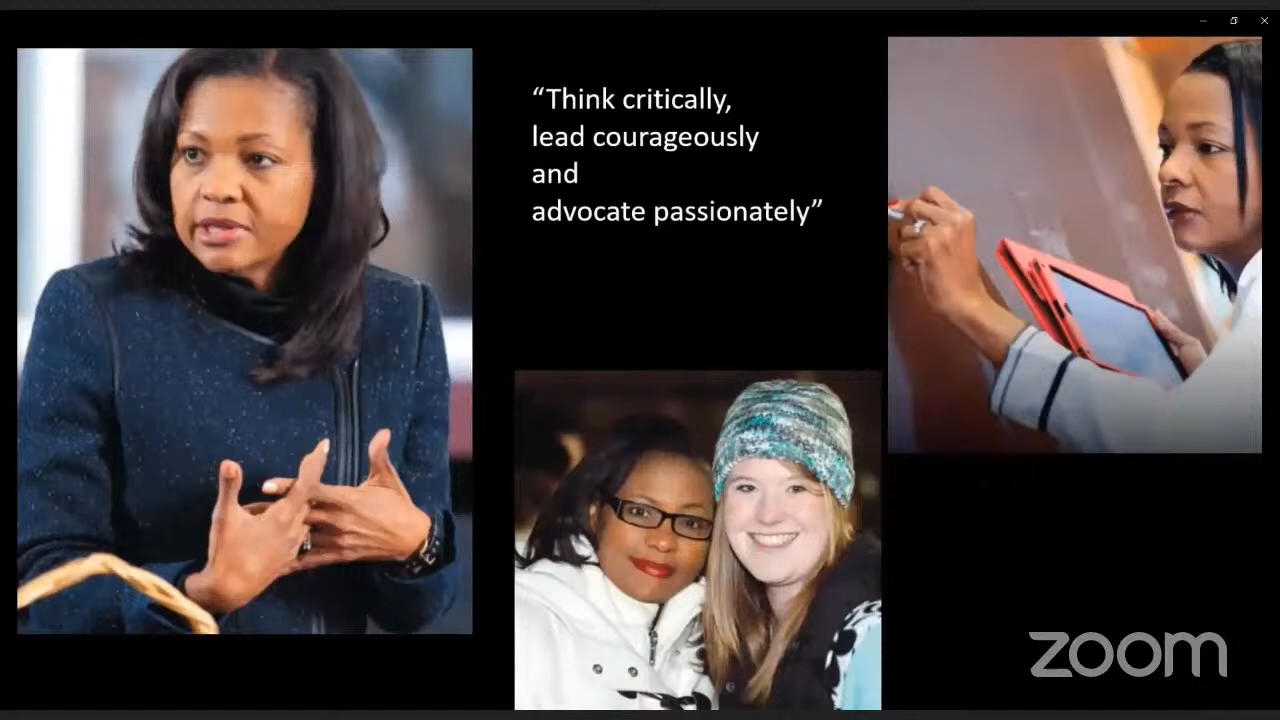 “Think critically,
lead courageously
and
advocate passionately”
zoom